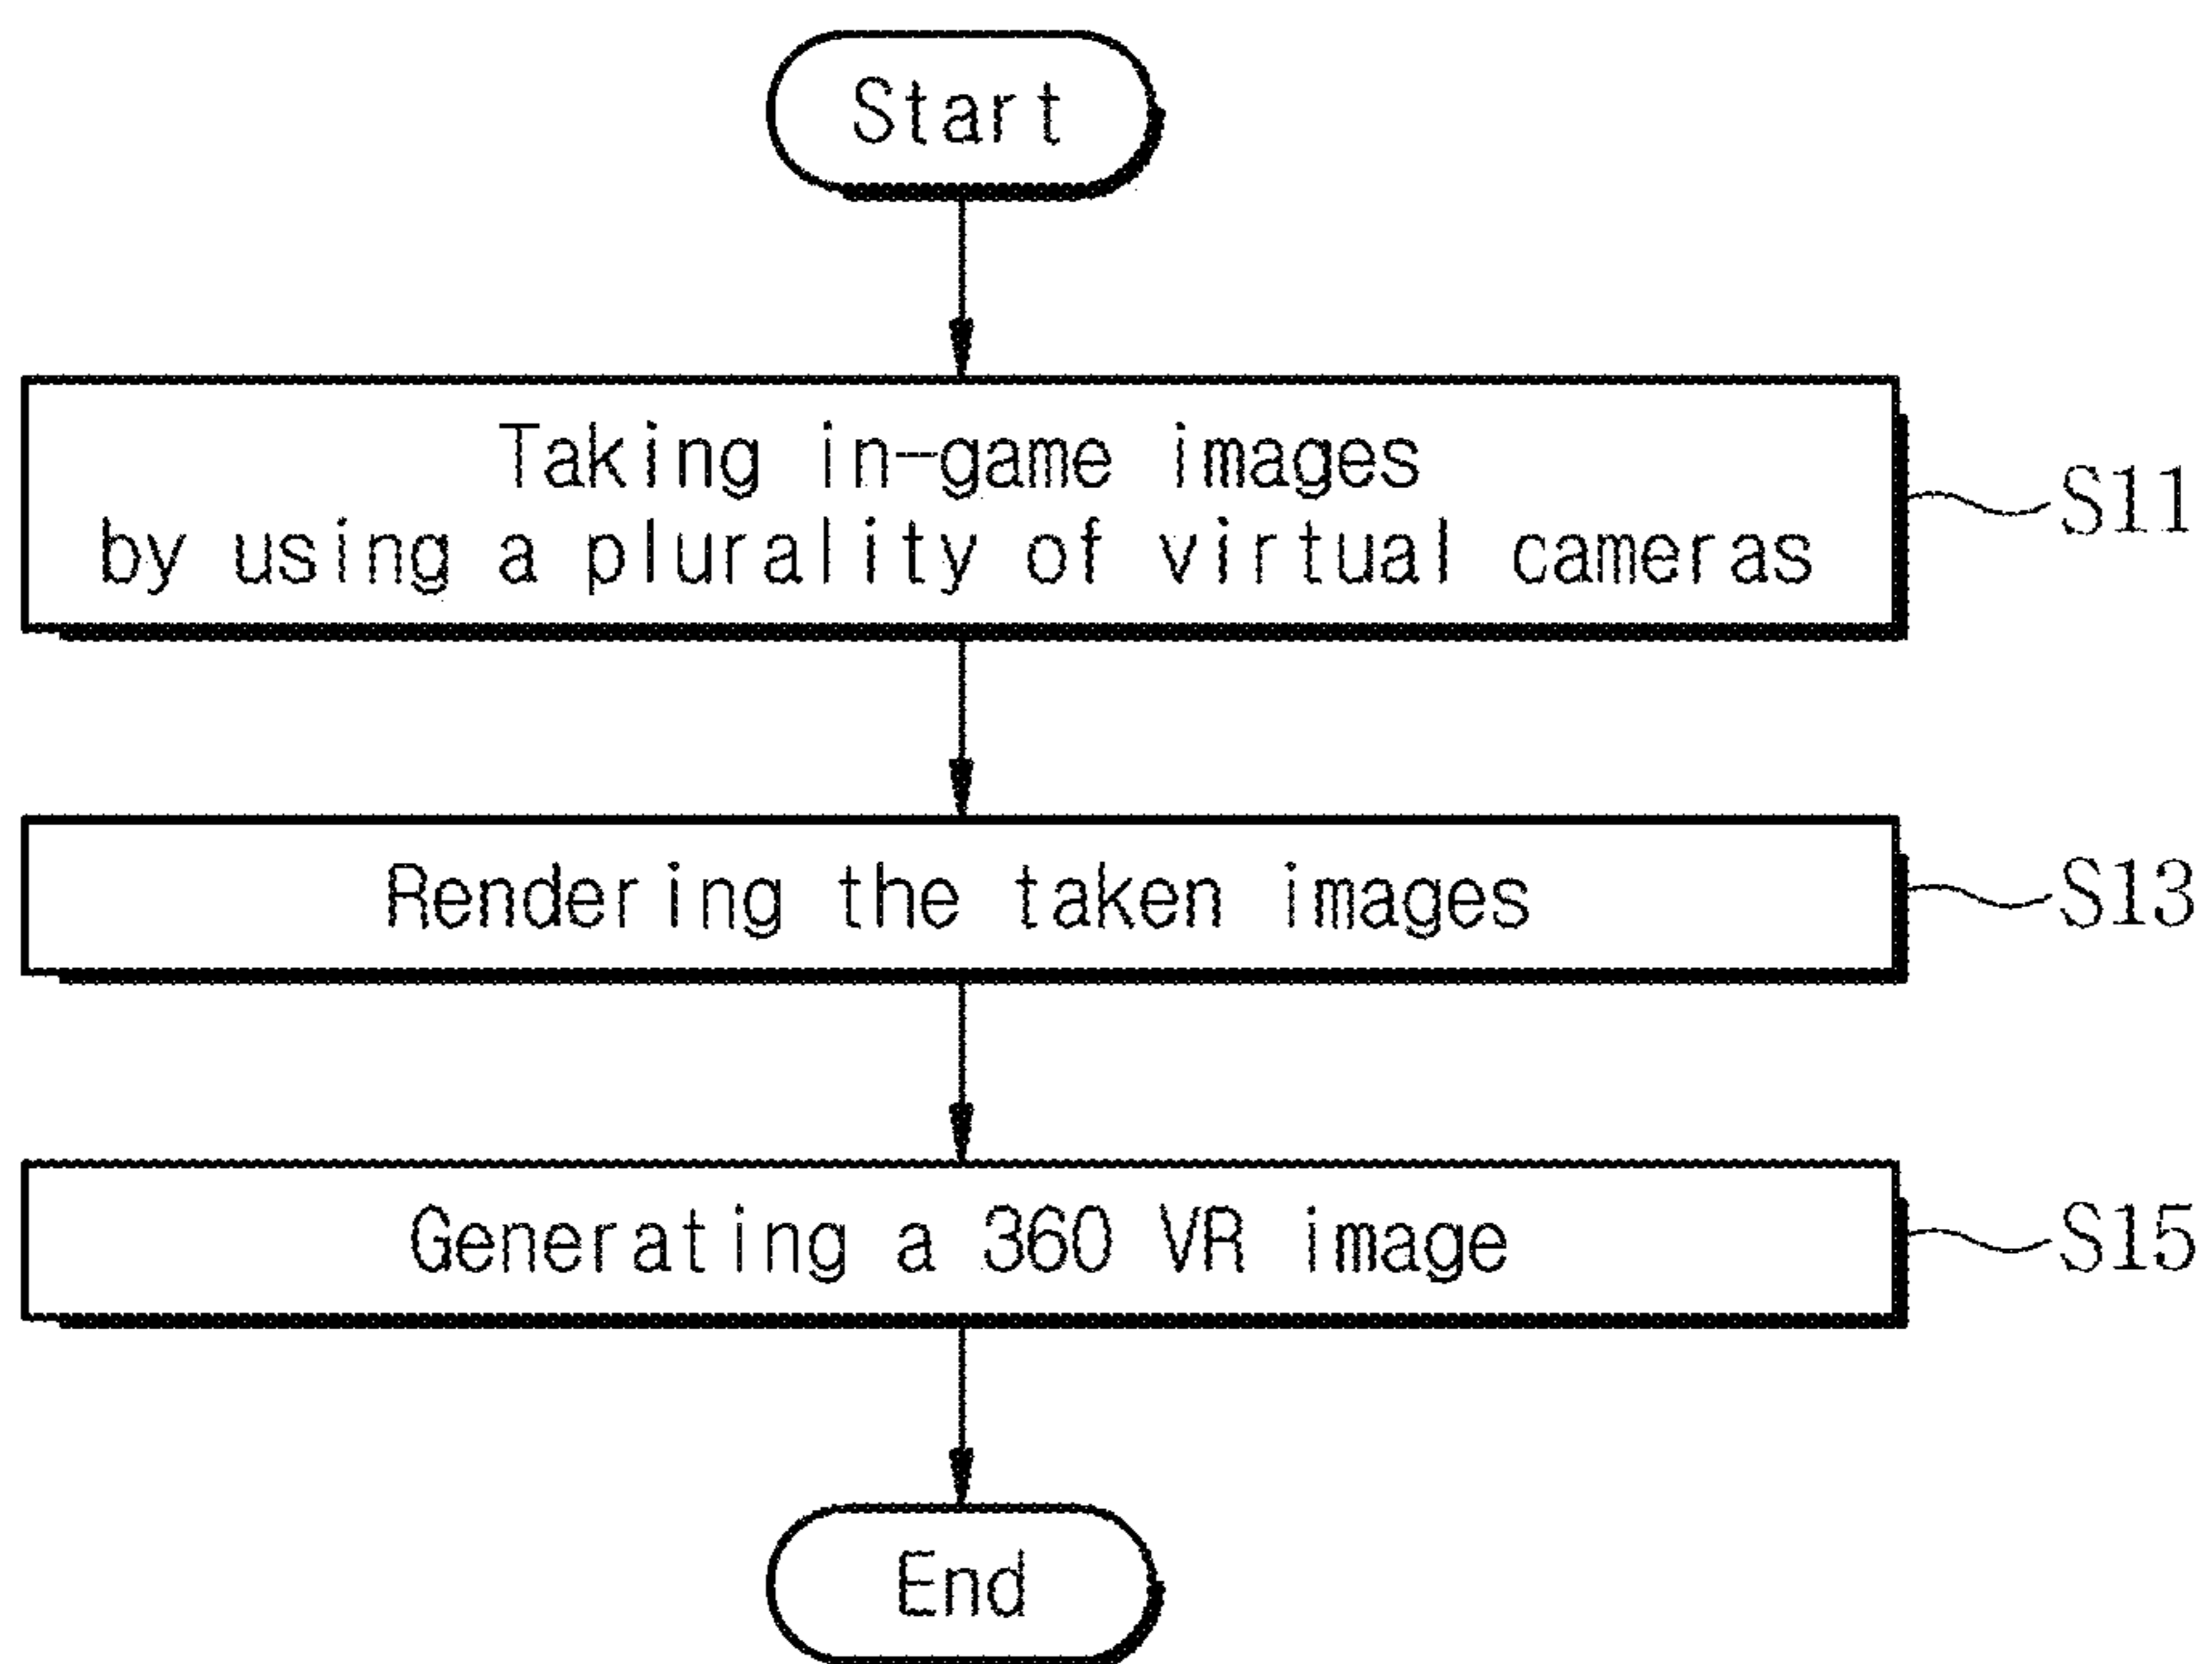 Start
Taking in-game images
by using a plurality of virtual cameras
S11
Rendering the taken images
S13
Generating a 360 VR image
S15
End